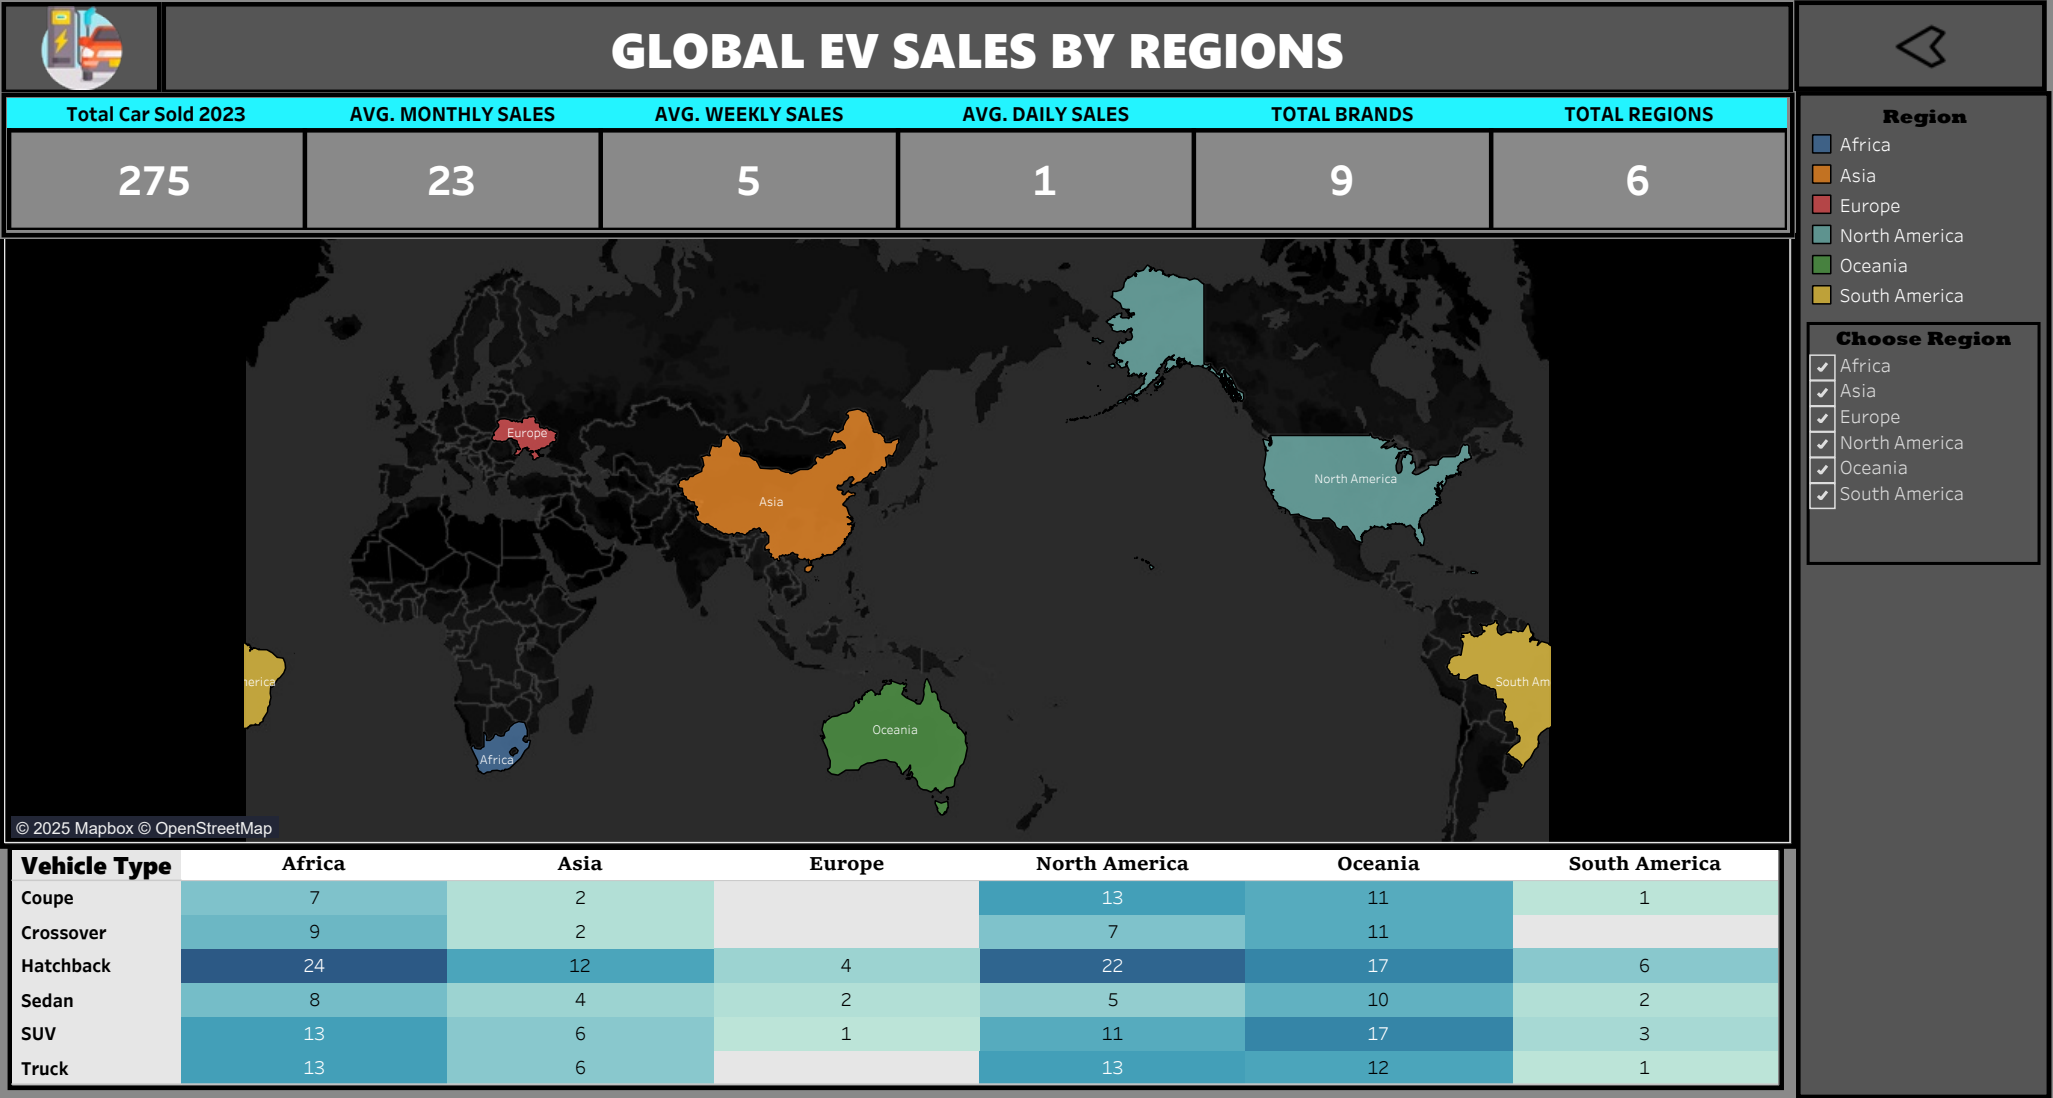 GLOBAL EV SALES BY REGIONS
Total Car Sold 2023 AVG. MONTHLY SALES AVG. WEEKLY SALES AVG. DAILY SALES TOTAL BRANDS TOTAL REGIONS
275 23 5 1 9 6
Region
Africa
Asia
Europe
North America
Oceania
South America
Choose Region
Africa
Asia
Europe
North America
Oceania
South America
Europe
North America
Asia
erica
South Am
Oceania
Africa
© 2025 Mapbox © OpenStreetMap
Vehicle Type Africa Asia Europe North America Oceania South America
Coupe 7 2 13 11 1
Crossover 9 2 7 11
Hatchback 24 12 4 22 17 6
Sedan 8 4 2 5 10 2
SUV 13 6 1 11 17 3
Truck 13 6 13 12 1